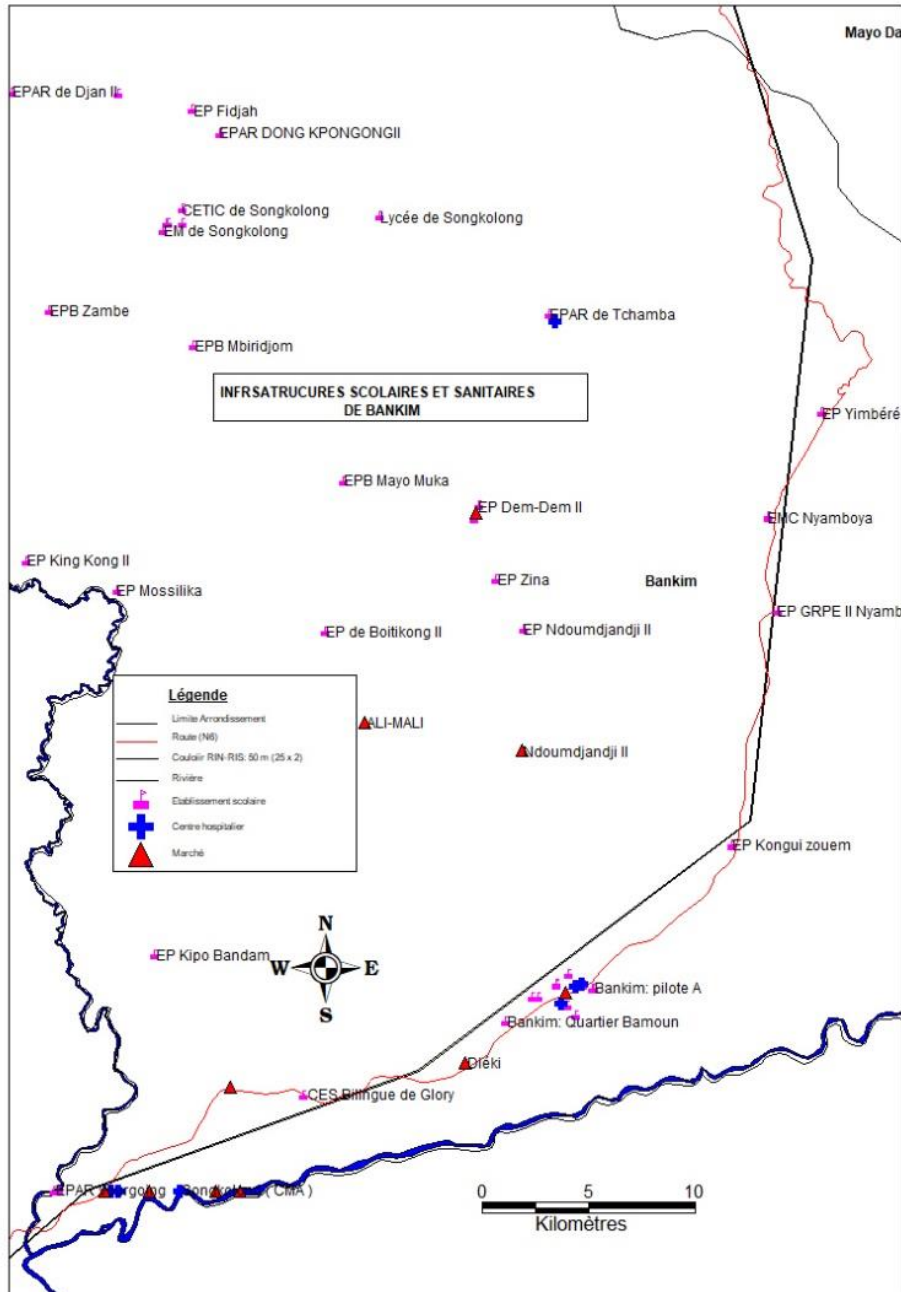 Mayo Da
EPAR de Djan II
EP Fidjah
EPAR DONG KPONGONGII
CETIC de Songkolong
Lycée de Songkolong
EM de Songkolong
EPB Zambe
EPAR de Tchamba
EPB Mbiridjom
INFRSATRUCURES SCOLAIRES ET SANITAIRES
DE BANKIM
EP Yimbéré
EPB Mayo Muka
EP Dem-Dem II
EMC Nyamboya
EP King Kong II
EP Zina
Bankim
EP Mossilika
EP GRPE II Nyamb
EP de Boitikong II
EP Ndoumdjandji II
Légende
Limite Arrondissement
Route (N6)
Couloiir RIN-RIS: 50 m (25 x 2)
Rivière
Etablissement scolaire
Centre hospitalier
Marché
ALI-MALI
Ndoumdjandji II
EP Kongui zouem
EP Kipo Bandam
N
W
E
S
Bankim: pilote A
Bankim: Quartier Bamoun
Diéki
CES Bilingue de Glory
EPAR
( CMA )
0 5 10
Kilomètres